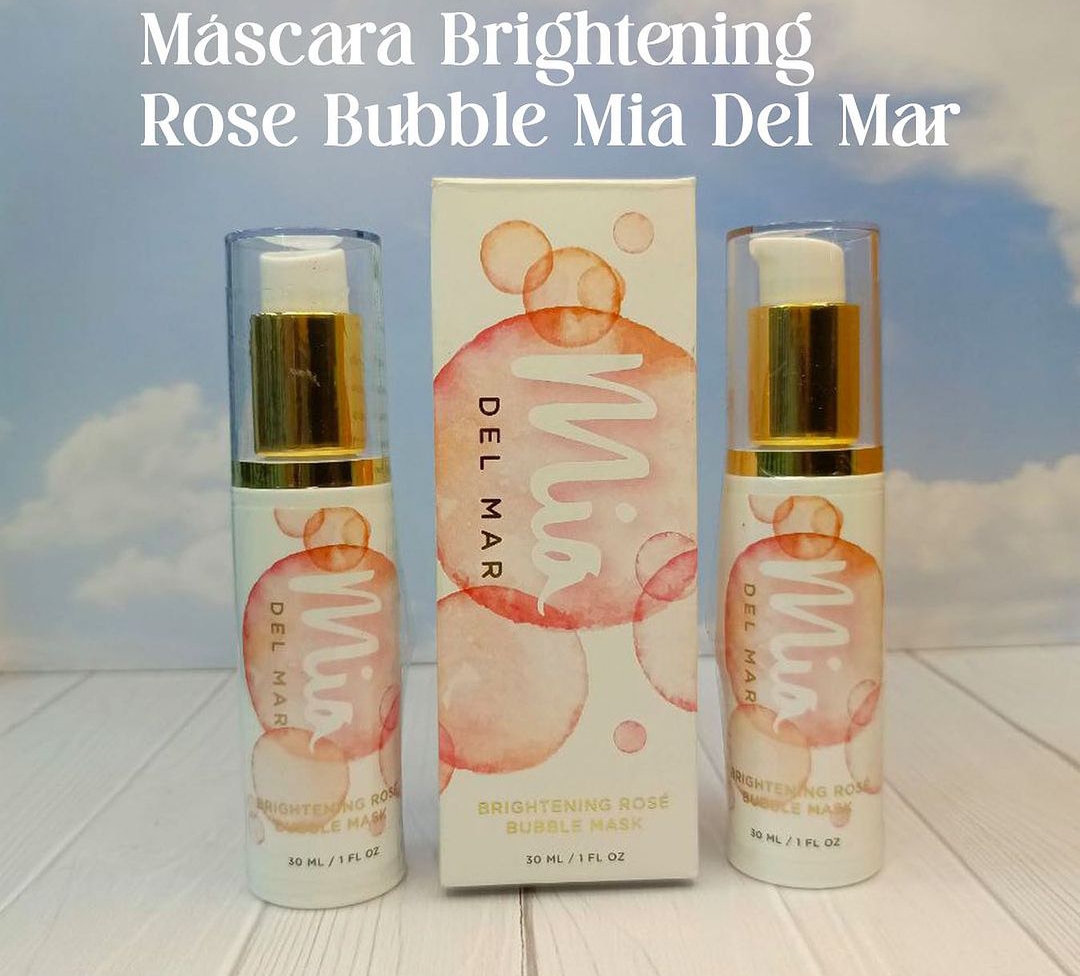 Máscara Brightening
Rose Bubble Mia Del Mar
Mia
DEL MAR
BRIGHTENING ROSÉ
BUBBLE MASK
30 ML / 1 FL OZ
Mia
DEL MAR
BRIGHTENING ROSÉ
BUBBLE MASK
30 ML / 1 FL OZ
Mia
DEL MAR
BRIGHTENING ROSÉ
BUBBLE MASK
30 ML / 1 FL OZ